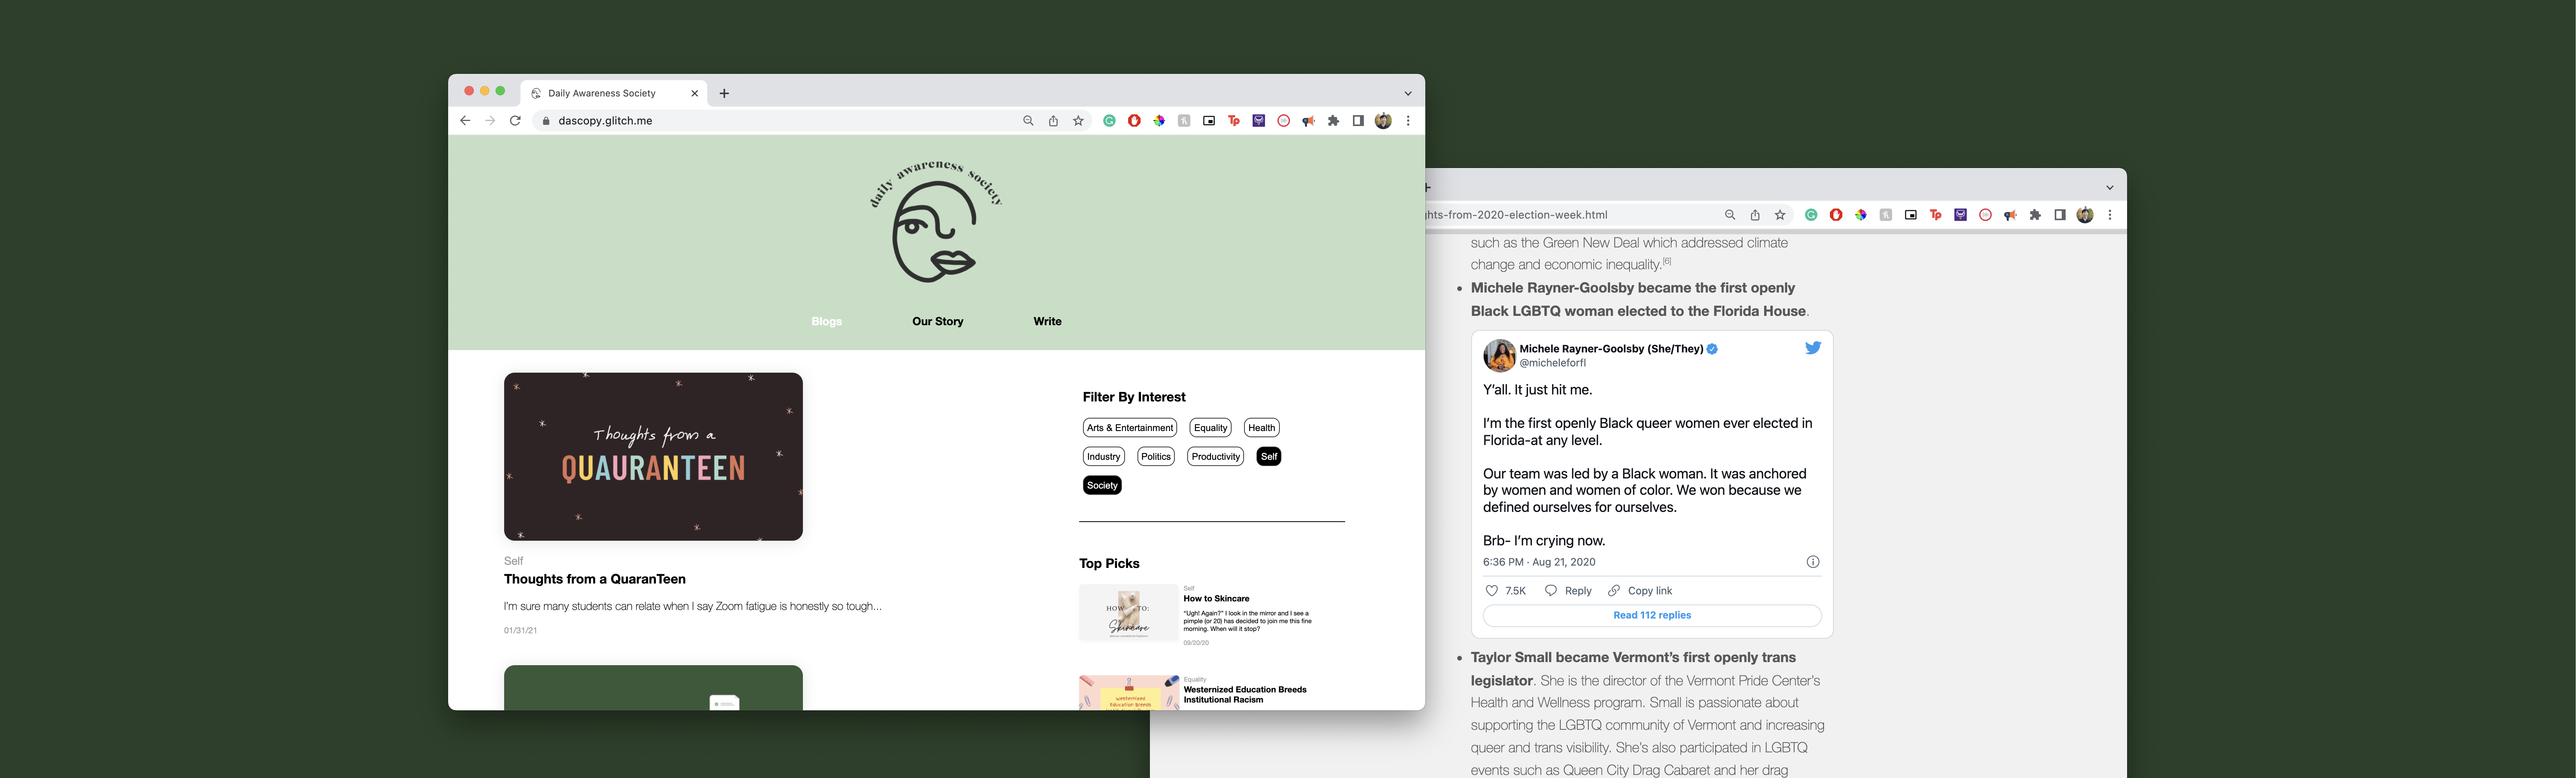 Daily Awareness Society
dascopy.glitch.me
daily awareness society
Blogs
Our Story
Write
Thoughts from a
QUAURANTEEN
Self
Thoughts from a QuaranTeen
I'm sure many students can relate when I say Zoom fatigue is honestly so tough...
01/31/21
Filter By Interest
Arts & Entertainment
Equality
Health
Industry
Politics
Productivity
Self
Society
Top Picks
HOW TO:
Skincare
Self
How to Skincare
"Ugh! Again?" I look in the mirror and I see a
pimple (or 20) has decided to join me this fine
morning. When will it stop?
09/20/20
Westernized
Education Breeds
Equality
Westernized Education Breeds
Institutional Racism
ghts-from-2020-election-week.html
such as the Green New Deal which addressed climate
change and economic inequality.[6]
• Michele Rayner-Goolsby became the first openly
Black LGBTQ woman elected to the Florida House.
Michele Rayner-Goolsby (She/They)
@micheleforfl
Y'all. It just hit me.
I'm the first openly Black queer women ever elected in
Florida-at any level.
Our team was led by a Black woman. It was anchored
by women and women of color. We won because we
defined ourselves for ourselves.
Brb- I'm crying now.
6:36 PM · Aug 21, 2020
7.5K
Reply
Copy link
Read 112 replies
• Taylor Small became Vermont's first openly trans
legislator. She is the director of the Vermont Pride Center's
Health and Wellness program. Small is passionate about
supporting the LGBTQ community of Vermont and increasing
queer and trans visibility. She's also participated in LGBTQ
events such as Queen City Drag Cabaret and her drag